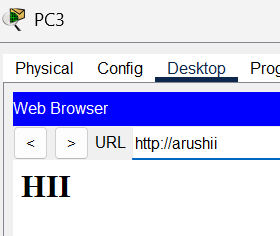 PC3
Physical Config Desktop Prog
Web Browser
< > URL http://arushii
HII